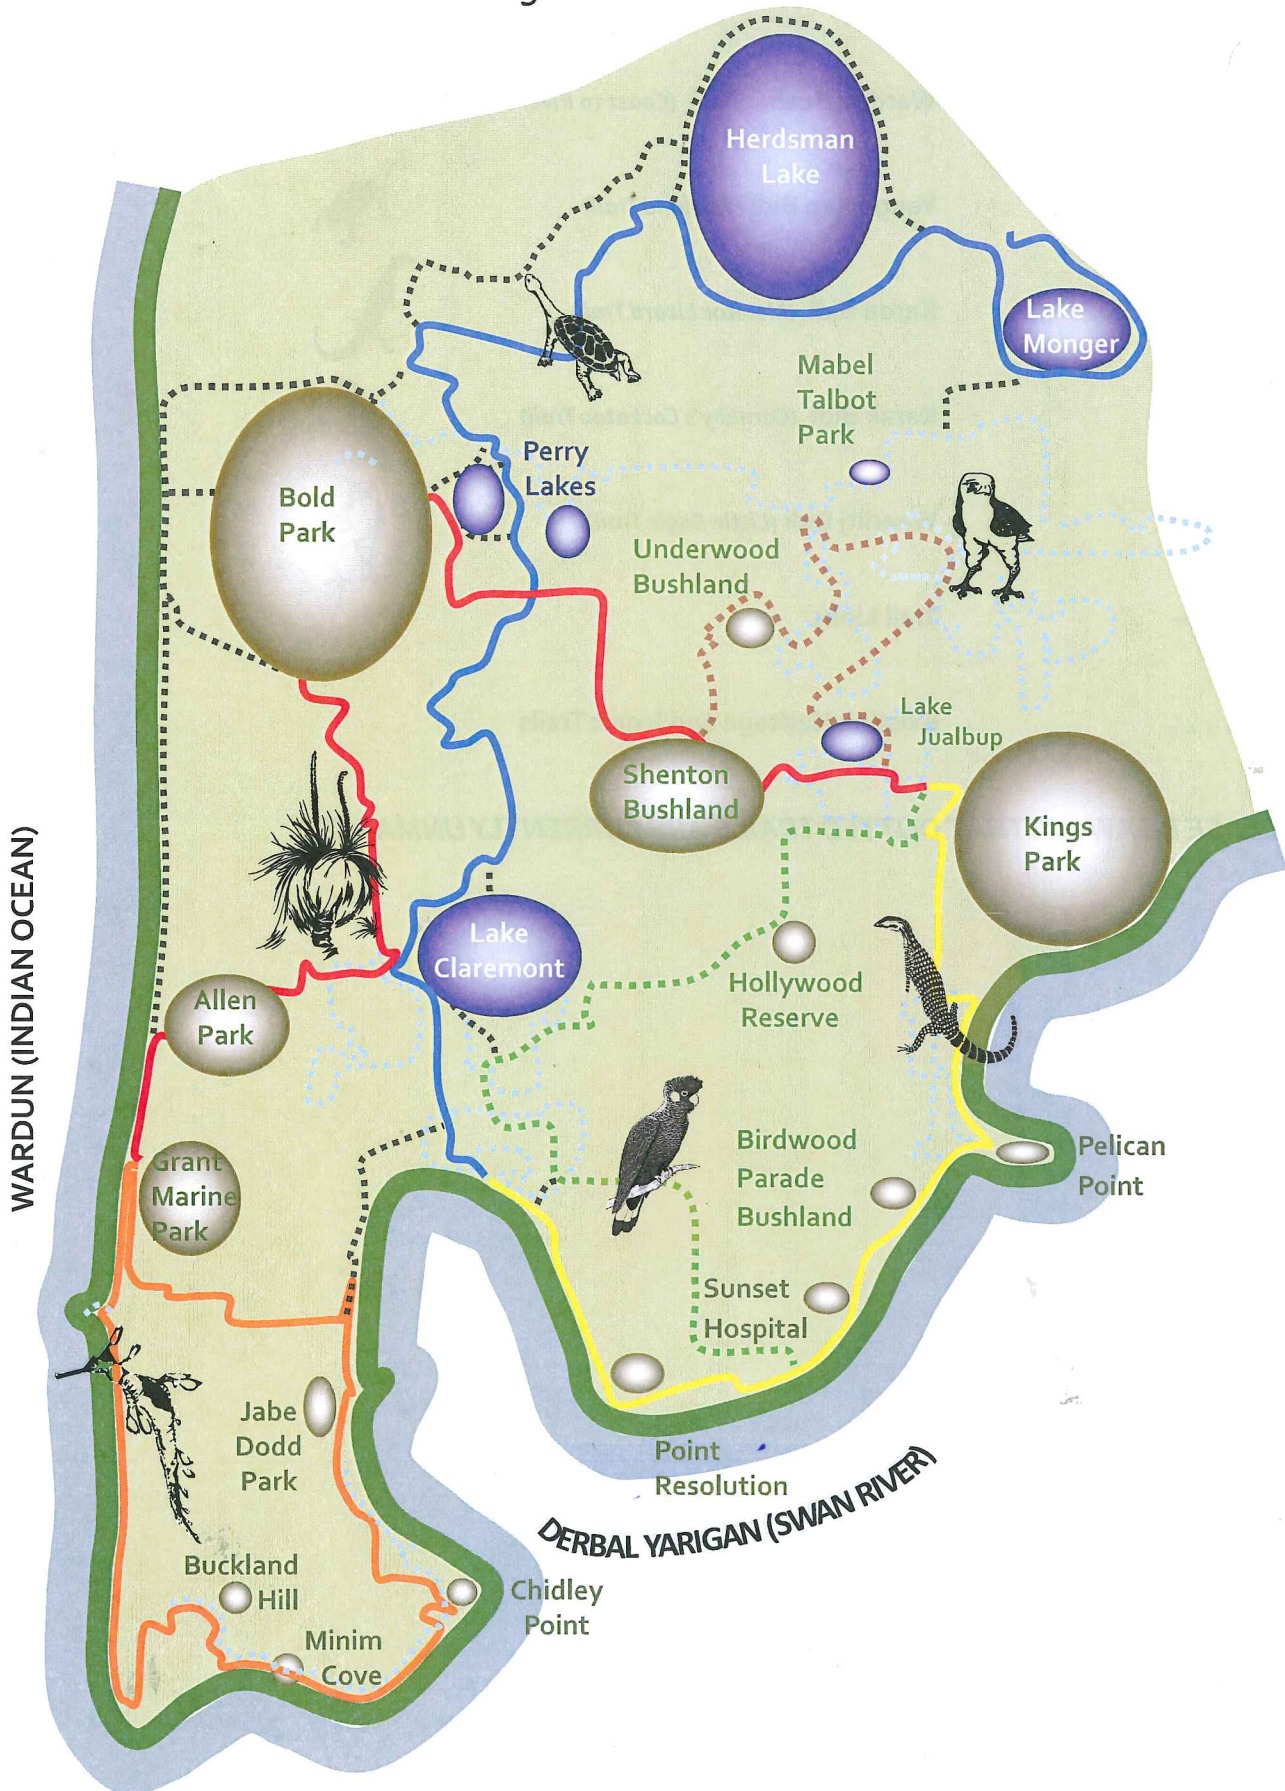 Herdsman
Lake
Lake
Monger
Mabel
Talbot
Park
Perry
Lakes
Bold
Park
Underwood
Bushland
Lake
Jualbup
Shenton
Bushland
Kings
Park
Lake
Claremont
Hollywood
Reserve
Allen
Park
WARDUN (INDIAN OCEAN)
Grant
Marine
Park
Birdwood
Parade
Bushland
Pelican
Point
Sunset
Hospital
Jabe
Dodd
Park
Point
Resolution
DERBAL YARIGAN (SWAN RIVER)
Buckland
Hill
Chidley
Point
Minim
Cove